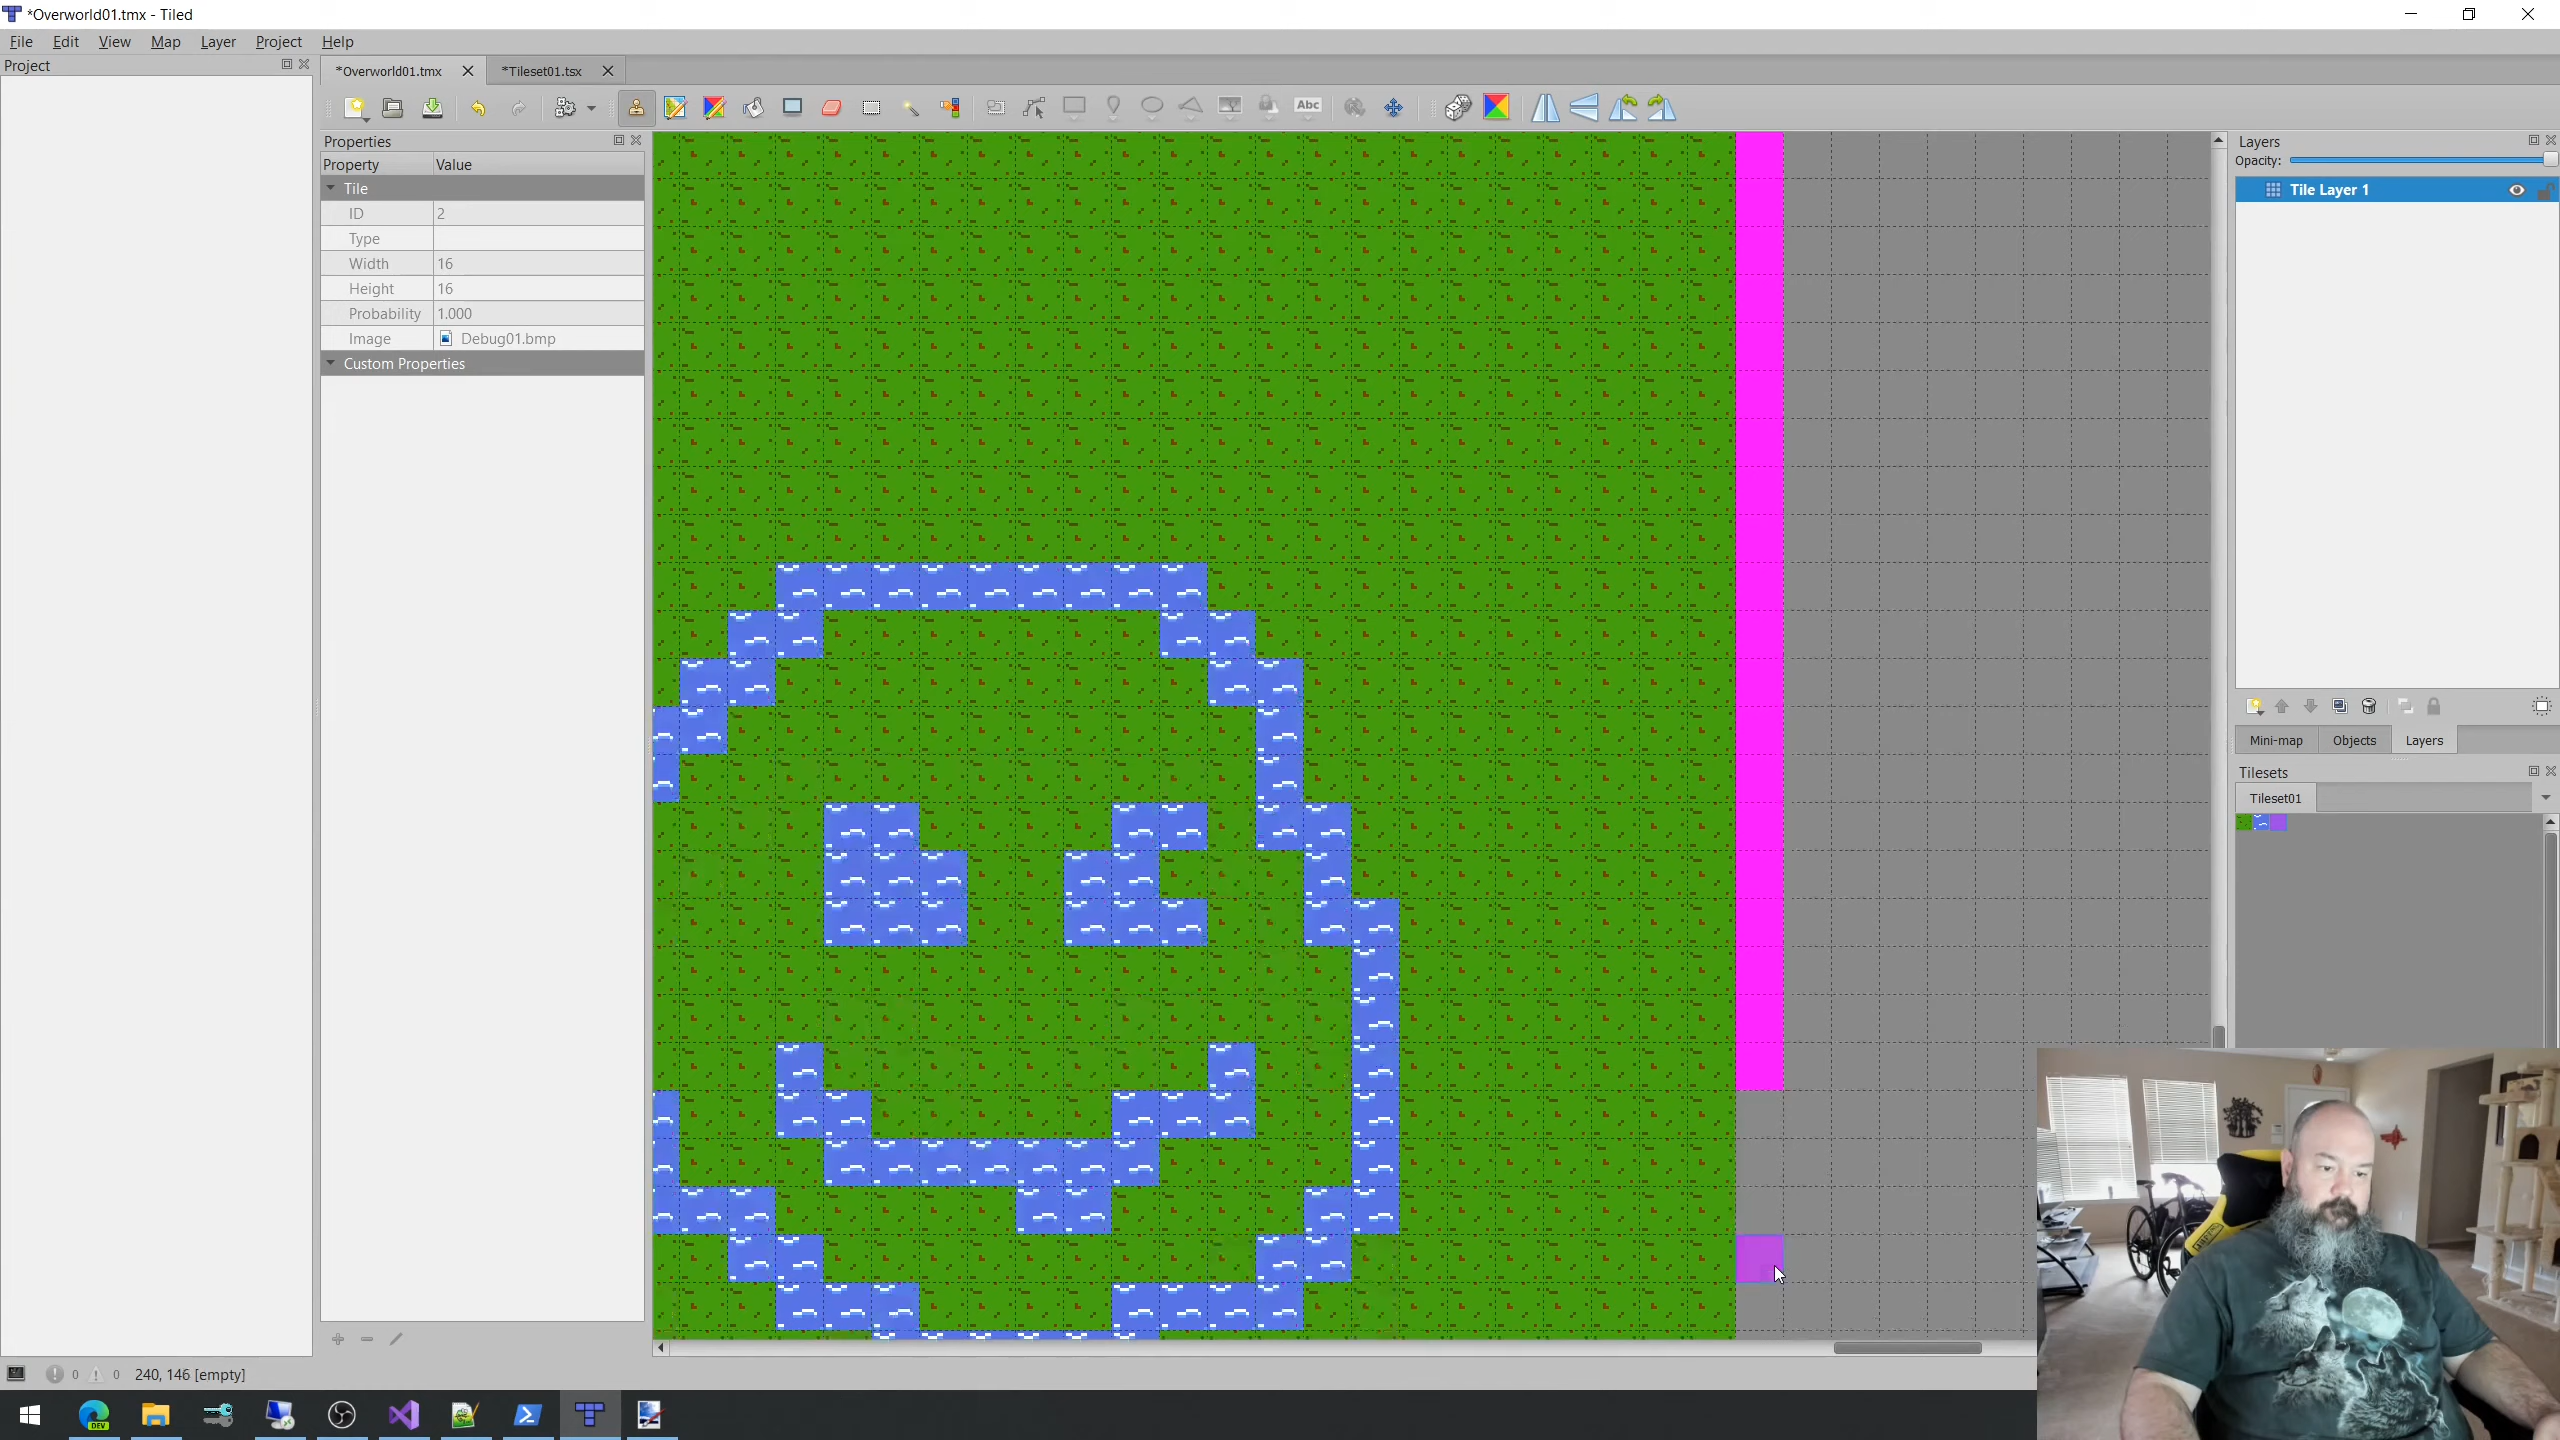 *Overworld01.tmx - Tiled
File Edit View Map Layer Project Help
Project
*Overworld01.tmx *Tileset01.tsx
Abc
Properties
Property Value
Tile
ID 2
Type
Width 16
Height 16
Probability 1.000
Image Debug01.bmp
Custom Properties
Layers
Opacity:
Tile Layer 1
Mini-map Objects Layers
Tilesets
Tileset01
0 0 240, 146 [empty]
DEV